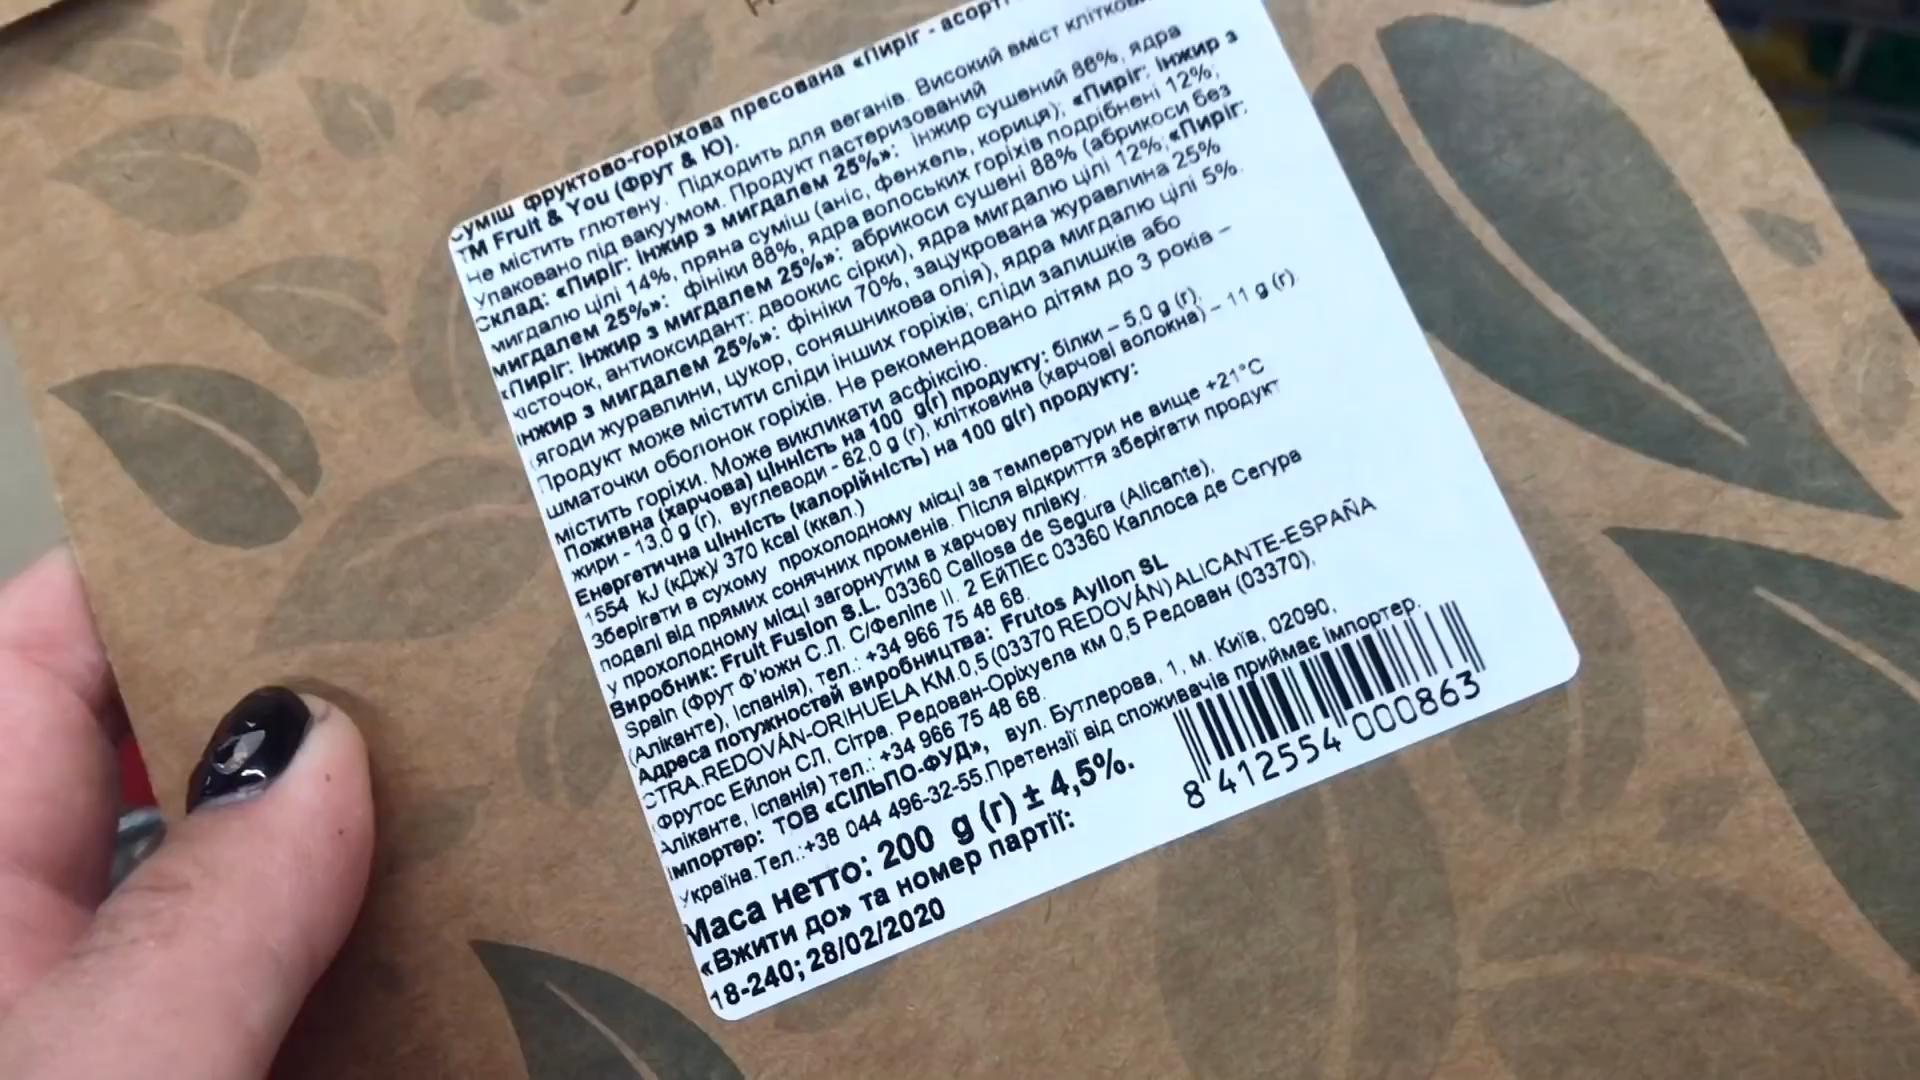 Суміш фруктово-горіхова пресована «Пиріг - асорті
ТМ Fruit & You (Фрут & Ю).
Не містить глютену. Підходить для веганів. Високий вміст клітков
Упаковано під вакуумом. Продукт пастеризований
Склад: «Пиріг: Інжир з мигдалем 25%»: інжир сушений 86%, ядра
мигдалю цілі 14%, пряна суміш (аніс, фенхель, кориця); «Пиріг: Інжир з
мигдалем 25%»: фініки 88%, ядра волоських горіхів подрібнені 12%;
«Пиріг: Інжир з мигдалем 25%»: абрикоси сушені 88% (абрикоси без
кісточок, антиоксидант: двоокис сірки), ядра мигдалю цілі 12%; «Пиріг:
Інжир з мигдалем 25%»: фініки 70%, зацукрована журавлина 25%
(ягоди журавлини, цукор, соняшникова олія), ядра мигдалю цілі 5%.
Продукт може містити сліди інших горіхів; сліди залишків або
шматочки оболонок горіхів. Не рекомендовано дітям до 3 років –
містить горіхи. Може викликати асфіксію.
Поживна (харчова) цінність на 100 g(г) продукту: білки – 5,0 g (г),
жири - 13,0 g (г), вуглеводи - 62,0 g (г), клітковина (харчові волокна) – 11 g (г).
Енергетична цінність (калорійність) на 100 g(г) продукту:
1554 kJ (кДж)/ 370 kcal (ккал.)
Зберігати в сухому прохолодному місці за температури не вище +21°С
подалі від прямих сонячних променів. Після відкриття зберігати продукт
у прохолодному місці загорнутим в харчову плівку.
Виробник: Fruit Fusion S.L. 03360 Callosa de Segura (Alicante),
Spain (Фрут Ф'южн С.Л. С/Феліпе II. 2 ЕйТіЕс 03360 Каллоса де Сегура
(Аліканте), Іспанія), тел.: +34 966 75 48 68.
Адреса потужностей виробництва: Frutos Ayllon SL
CTRA.REDOVÁN-ORIHUELA KM.0,5 (03370 REDOVÁN) ALICANTE-ESPAÑA
(Фрутос Ейлон СЛ, Сітра. Редован-Оріхуела км 0,5 Редован (03370),
Аліканте, Іспанія) тел.: +34 966 75 48 68.
Імпортер: ТОВ «СІЛЬПО-ФУД», вул. Бутлерова, 1, м. Київ, 02090,
Україна.Тел.:+38 044 496-32-55.Претензії від споживачів приймає імпортер.
Маса нетто: 200 g (г) ± 4,5%.
«Вжити до» та номер партії:
18-240; 28/02/2020
8 412554 000863